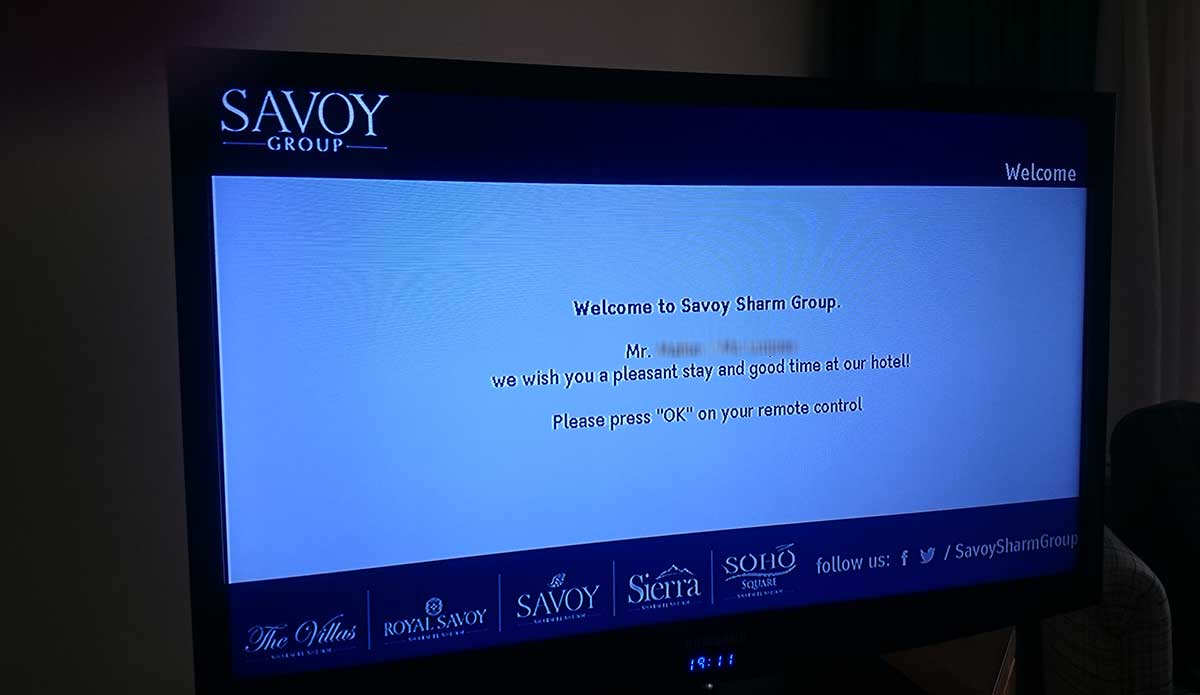 SAVOY
GROUP
Welcome
Welcome to Savoy Sharm Group.
Mr.
we wish you a pleasant stay and good time at our hotel!
Please press "OK" on your remote control
The Villas
ROYAL SAVOY
SAVOY
Sierra
SOHO
SQUARE
follow us: / SavoySharmGroup
19:11